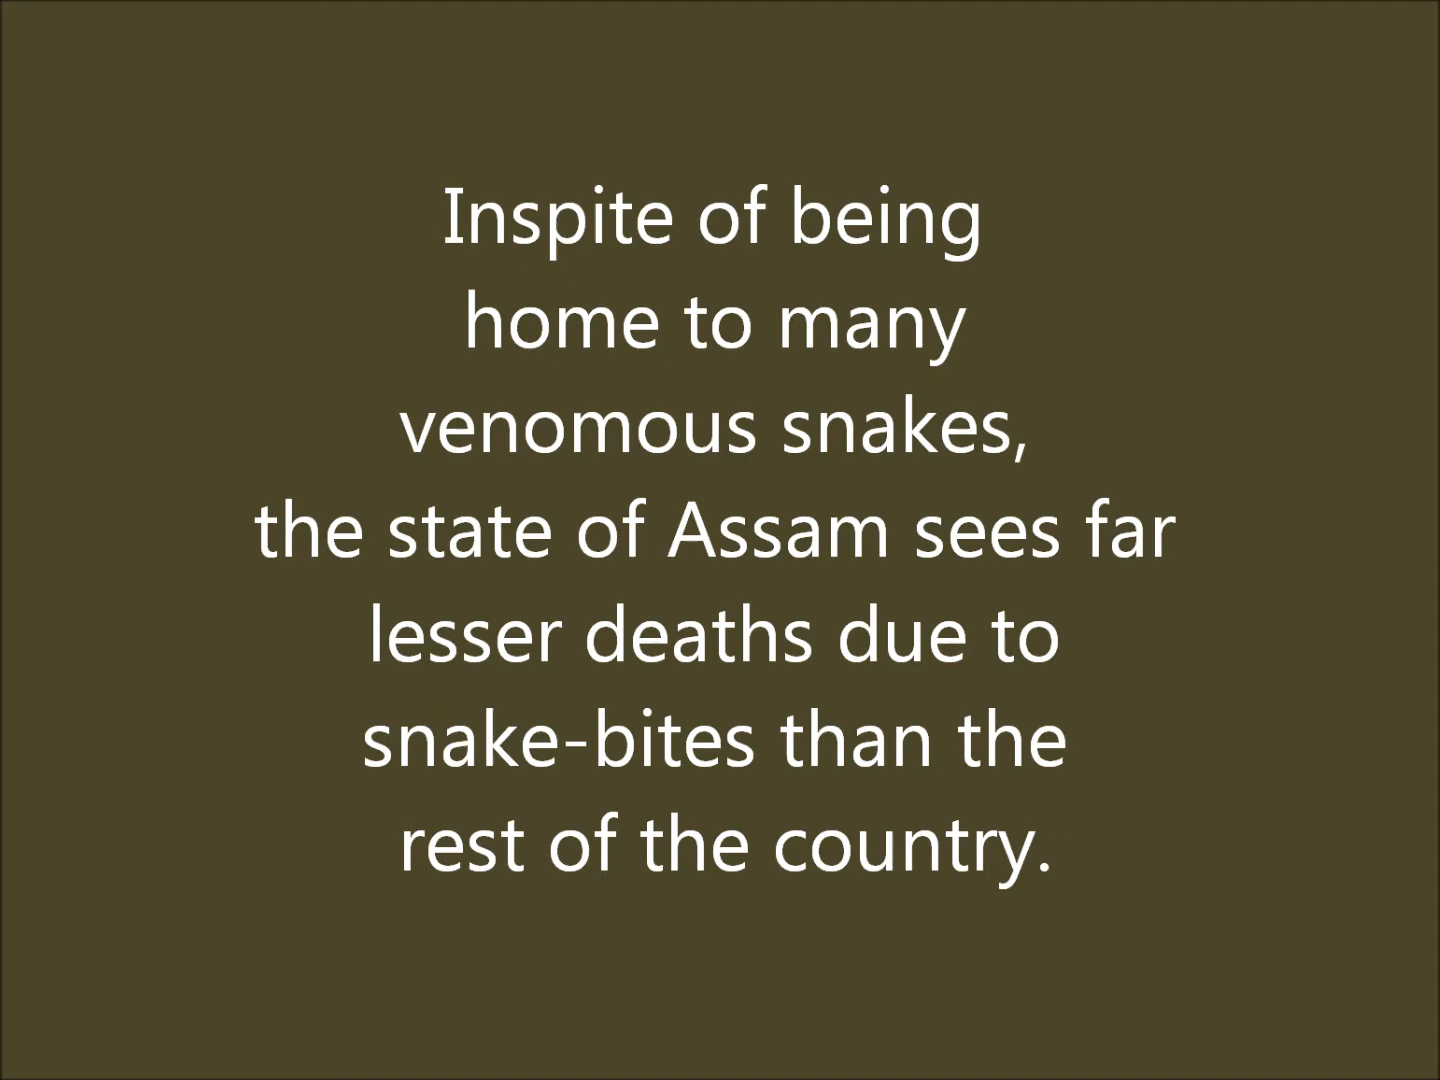 Inspite of being
home to many
venomous snakes,
the state of Assam sees far
lesser deaths due to
snake-bites than the
rest of the country.